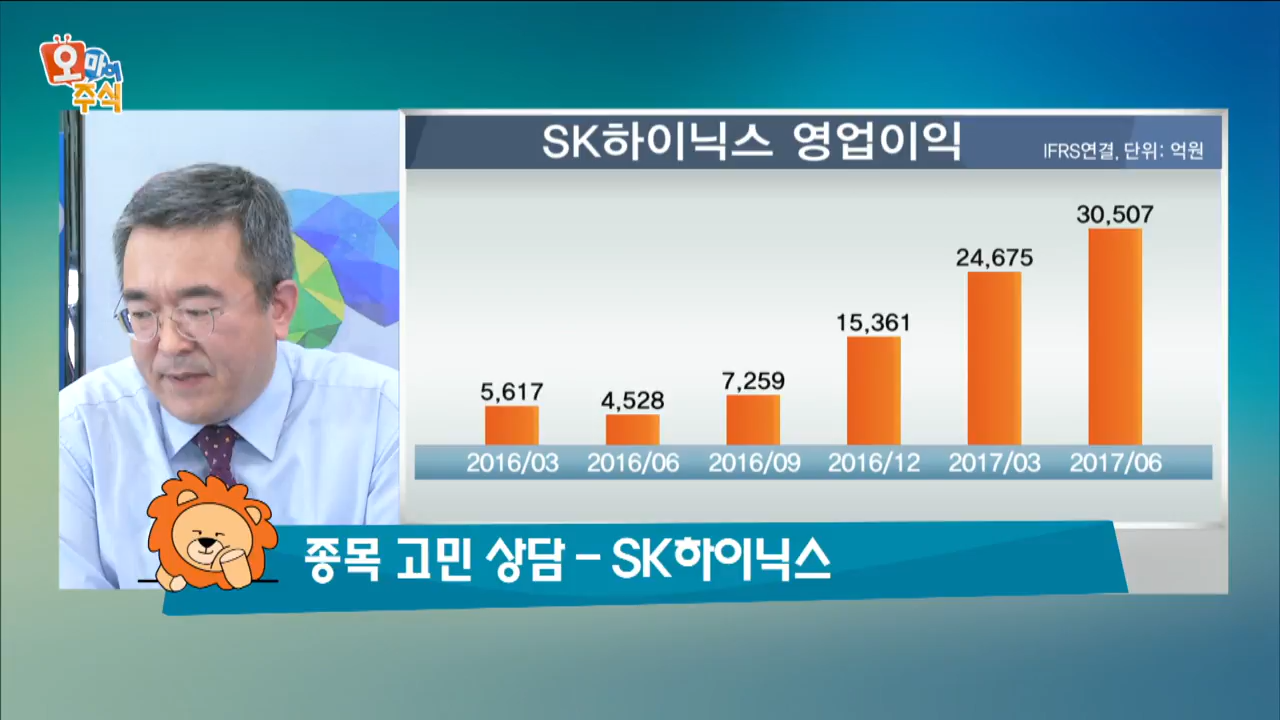 오마이
주식
SK하이닉스 영업이익
IFRS연결, 단위: 억원
5,617
4,528
7,259
15,361
24,675
30,507
2016/03
2016/06
2016/09
2016/12
2017/03
2017/06
종목 고민 상담 - SK하이닉스